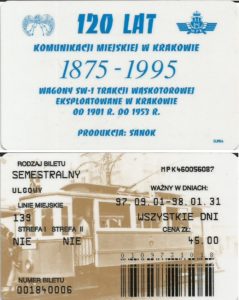 120 LAT
KOMUNIKACJI MIEJSKIEJ W KRAKOWIE
1875-1995
WAGONY SW-1 TRAKCJI WĄSKOTOROWEJ
EKSPLOATOWANE W KRAKOWIE
OD 1901 R. DO 1953 R.
PRODUKCJA: SANOK
RODZAJ BILETU
SEMESTRALNY
MPK460056087
ULGOWY
WAŻNY W DNIACH:
LINIE MIEJSKIE
97.09.01-98.01.31
139
WSZYSTKIE DNI
STREFA I STREFA II
CENA ZŁ:
NIE NIE
45.00
NUMER BILETU
001840006